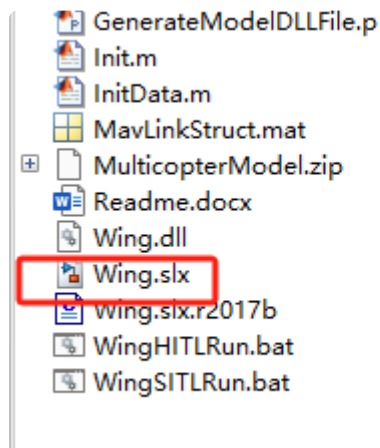 GenerateModelDLLFile.p
Init.m
InitData.m
MavLinkStruct.mat
MulticopterModel.zip
Readme.docx
Wing.dll
Wing.slx
Wing.slx.r2017b
WingHITLRun.bat
WingSITLRun.bat